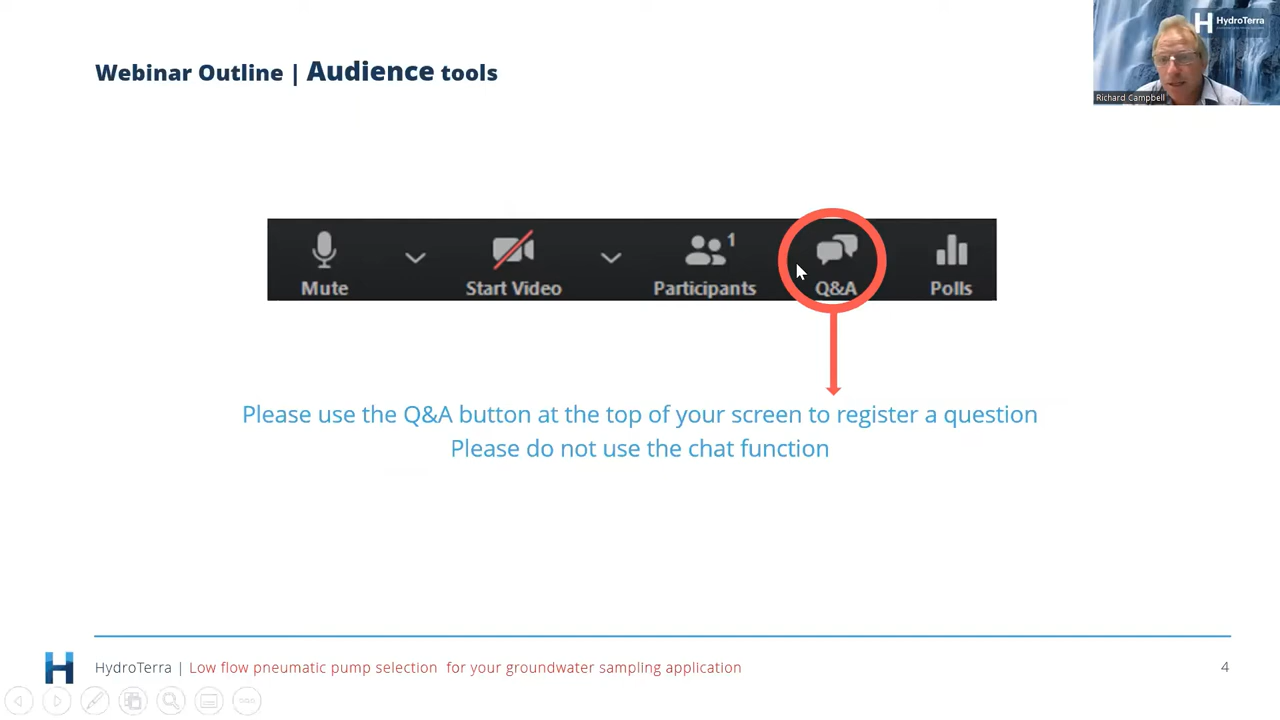 Webinar Outline | Audience tools
HydroTerra
Richard Campbell
1
Mute
Start Video
Participants
Q&A
Polls
Please use the Q&A button at the top of your screen to register a question
Please do not use the chat function
HydroTerra | Low flow pneumatic pump selection for your groundwater sampling application
4